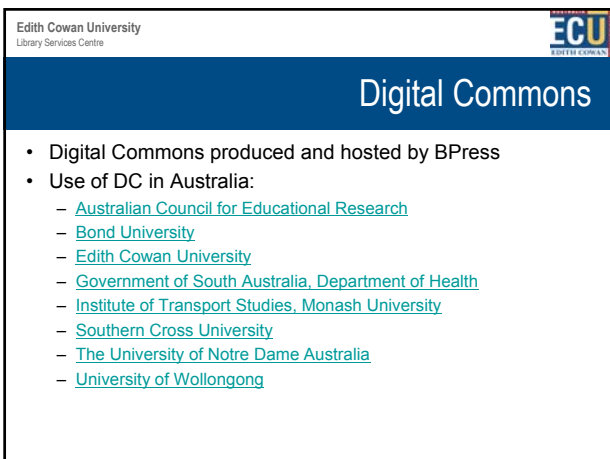 Edith Cowan University
Library Services Centre
ECU
EDITH COWAN
Digital Commons
• Digital Commons produced and hosted by BPress
• Use of DC in Australia:
– Australian Council for Educational Research
– Bond University
– Edith Cowan University
– Government of South Australia, Department of Health
– Institute of Transport Studies, Monash University
– Southern Cross University
– The University of Notre Dame Australia
– University of Wollongong